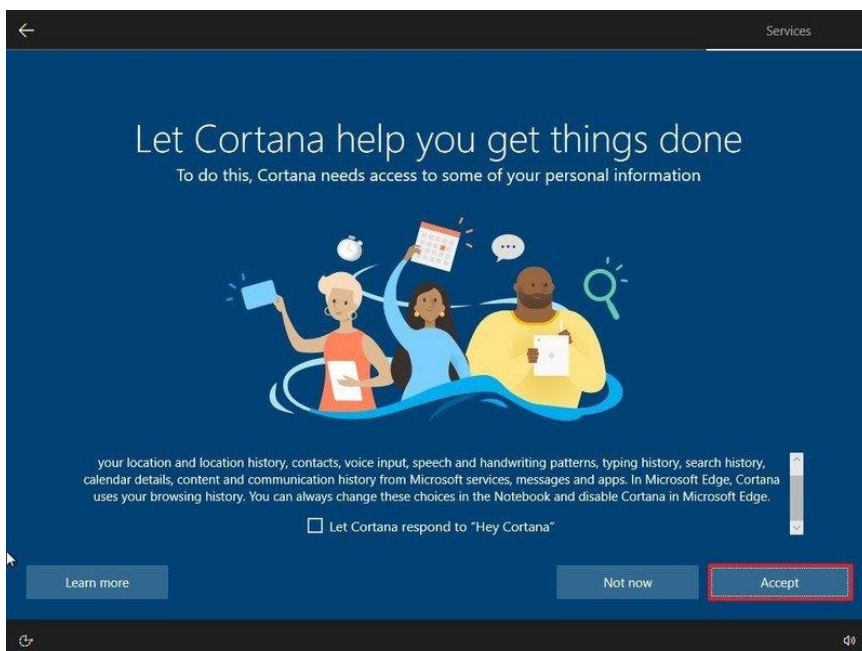 Services
Let Cortana help you get things done
To do this, Cortana needs access to some of your personal information
your location and location history, contacts, voice input, speech and handwriting patterns, typing history, search history,
calendar details, content and communication history from Microsoft services, messages and apps. In Microsoft Edge, Cortana
uses your browsing history. You can always change these choices in the Notebook and disable Cortana in Microsoft Edge.
Let Cortana respond to “Hey Cortana”
Learn more
Not now
Accept